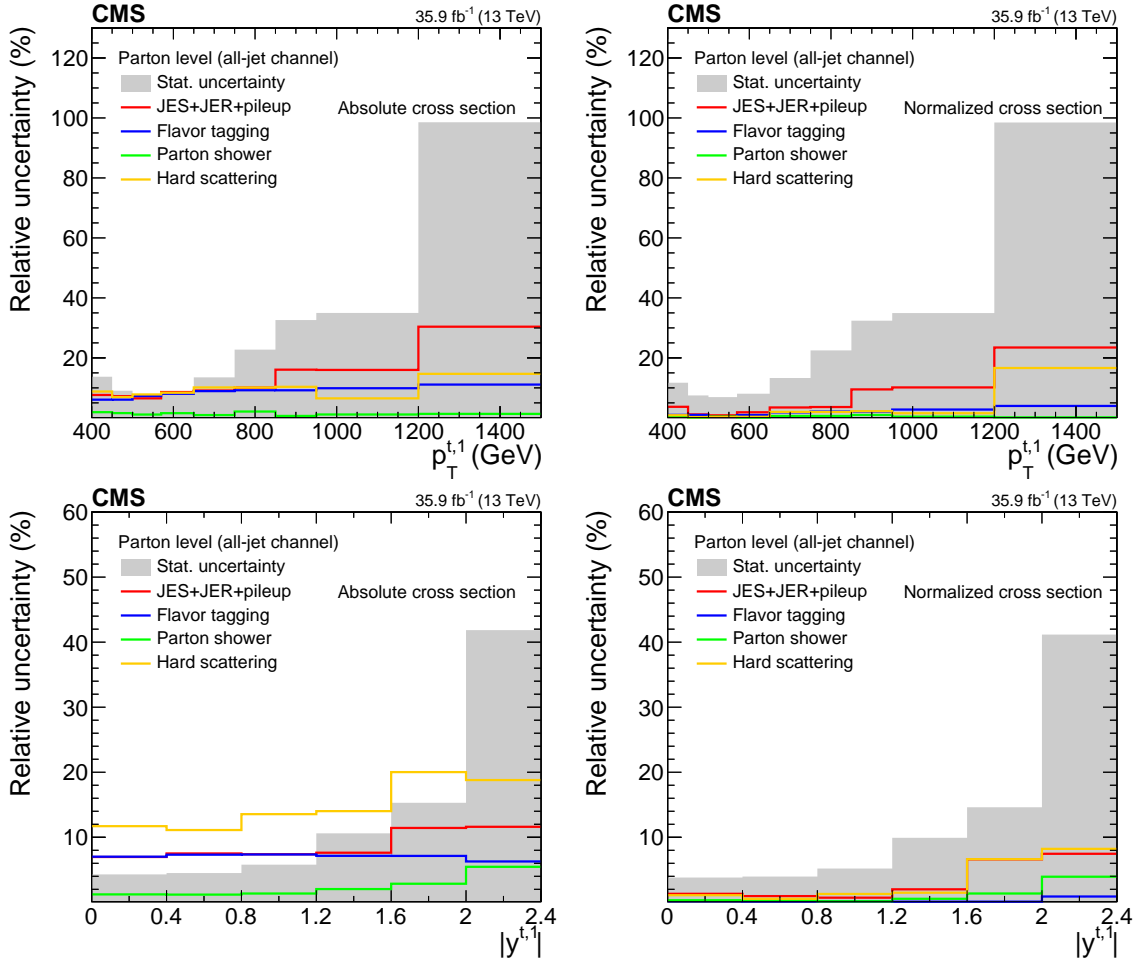 CMS
35.9 fb⁻¹ (13 TeV)
Relative uncertainty (%)
120
100
80
60
40
20
Parton level (all-jet channel)
Stat. uncertainty
JES+JER+pileup
Flavor tagging
Parton shower
Hard scattering
Absolute cross section
400 600 800 1000 1200 1400
p_T^{t,1} (GeV)
CMS
35.9 fb⁻¹ (13 TeV)
Relative uncertainty (%)
120
100
80
60
40
20
Parton level (all-jet channel)
Stat. uncertainty
JES+JER+pileup
Flavor tagging
Parton shower
Hard scattering
Normalized cross section
400 600 800 1000 1200 1400
p_T^{t,1} (GeV)
CMS
35.9 fb⁻¹ (13 TeV)
Relative uncertainty (%)
60
50
40
30
20
10
Parton level (all-jet channel)
Stat. uncertainty
JES+JER+pileup
Flavor tagging
Parton shower
Hard scattering
Absolute cross section
0 0.4 0.8 1.2 1.6 2 2.4
|y^{t,1}|
CMS
35.9 fb⁻¹ (13 TeV)
Relative uncertainty (%)
60
50
40
30
20
10
0
Parton level (all-jet channel)
Stat. uncertainty
JES+JER+pileup
Flavor tagging
Parton shower
Hard scattering
Normalized cross section
0 0.4 0.8 1.2 1.6 2 2.4
|y^{t,1}|